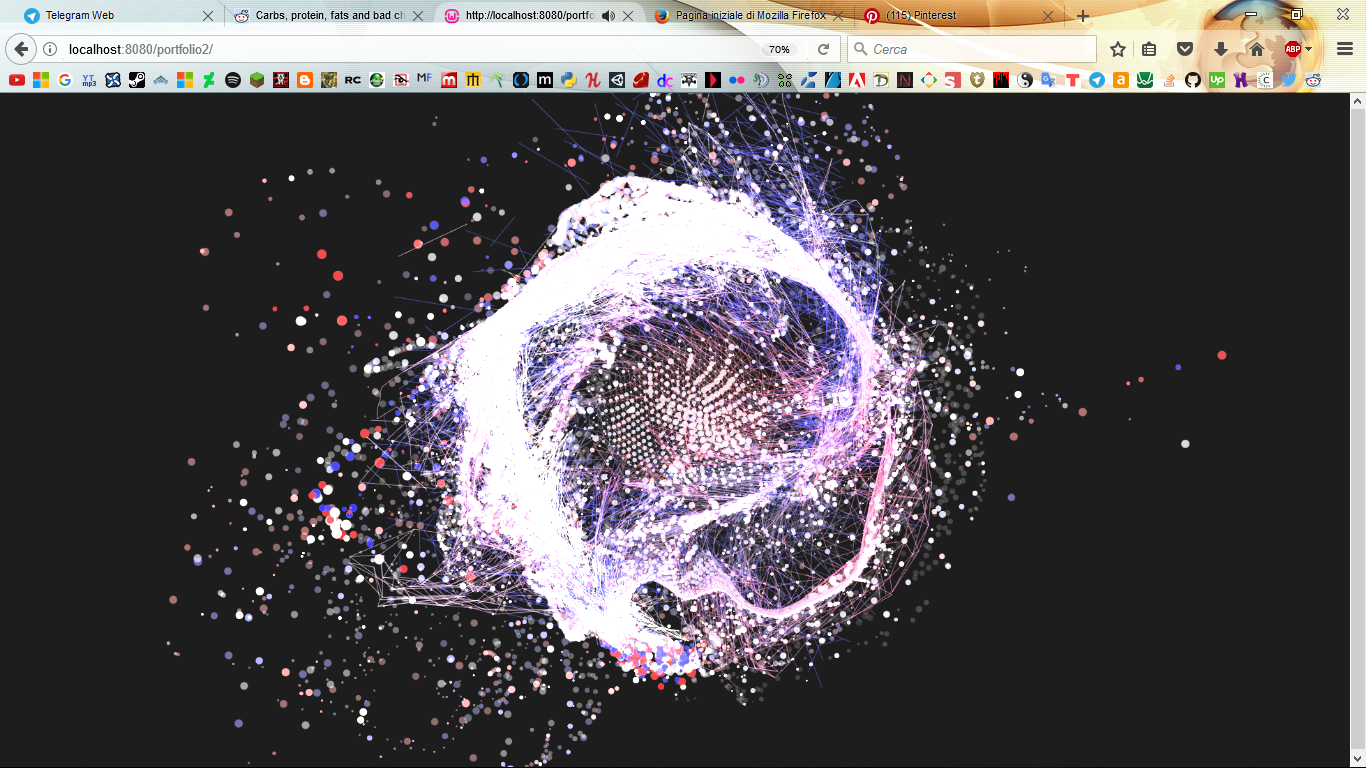 Telegram Web
Carbs, protein, fats and bad ch
http://localhost:8080/portfo
Pagina iniziale di Mozilla Firefox
(115) Pinterest
localhost:8080/portfolio2/
70%
Cerca
ABP
YT mp3
RC
MF
dc
Up